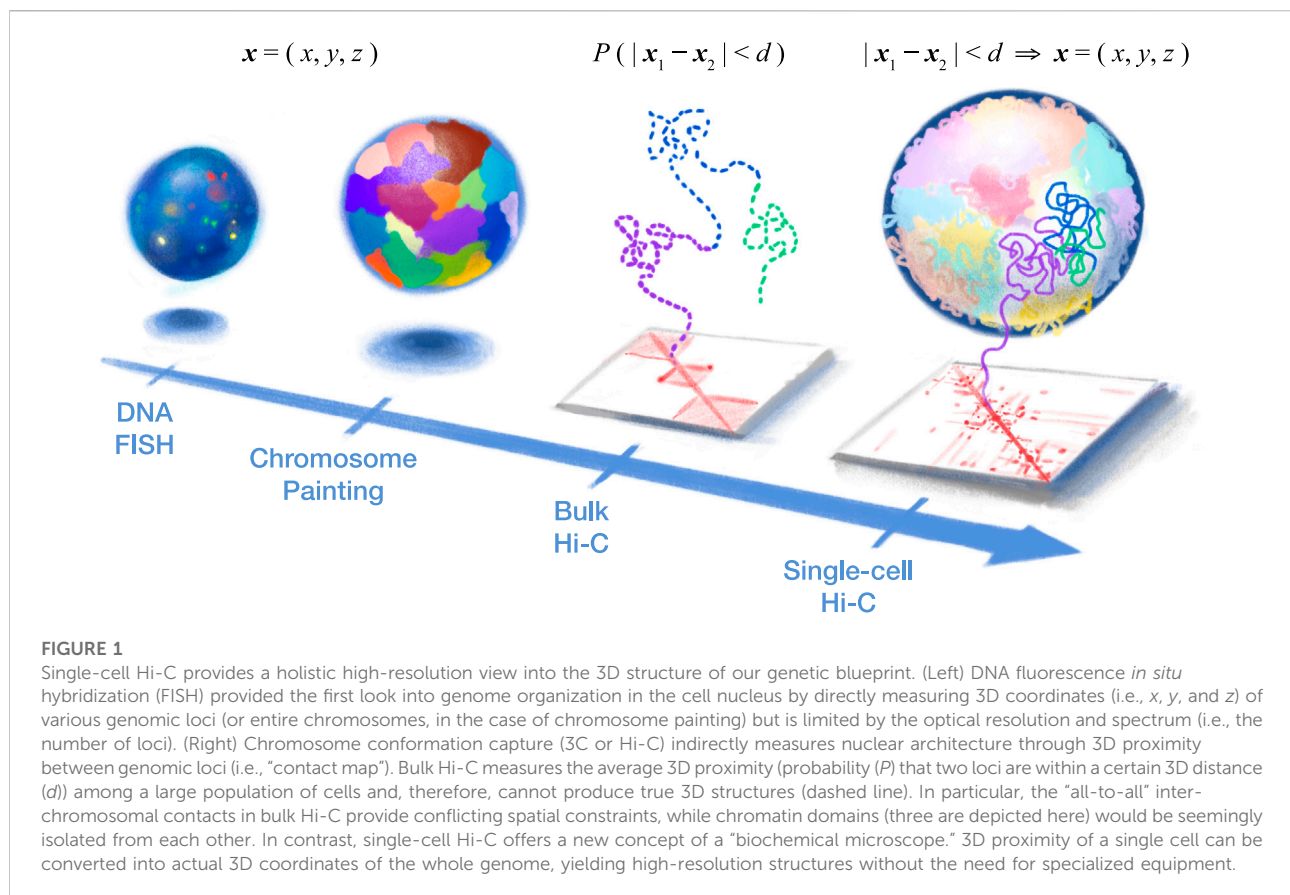 x = ( x, y, z )
P ( | x₁ − x₂ | < d )
| x₁ − x₂ | < d ⇒ x = ( x, y, z )
DNA
FISH
Chromosome
Painting
Bulk
Hi-C
Single-cell
Hi-C
FIGURE 1
Single-cell Hi-C provides a holistic high-resolution view into the 3D structure of our genetic blueprint. (Left) DNA fluorescence in situ
hybridization (FISH) provided the first look into genome organization in the cell nucleus by directly measuring 3D coordinates (i.e., x, y, and z) of
various genomic loci (or entire chromosomes, in the case of chromosome painting) but is limited by the optical resolution and spectrum (i.e., the
number of loci). (Right) Chromosome conformation capture (3C or Hi-C) indirectly measures nuclear architecture through 3D proximity
between genomic loci (i.e., “contact map”). Bulk Hi-C measures the average 3D proximity (probability (P) that two loci are within a certain 3D distance
(d)) among a large population of cells and, therefore, cannot produce true 3D structures (dashed line). In particular, the “all-to-all” inter-
chromosomal contacts in bulk Hi-C provide conflicting spatial constraints, while chromatin domains (three are depicted here) would be seemingly
isolated from each other. In contrast, single-cell Hi-C offers a new concept of a “biochemical microscope.” 3D proximity of a single cell can be
converted into actual 3D coordinates of the whole genome, yielding high-resolution structures without the need for specialized equipment.